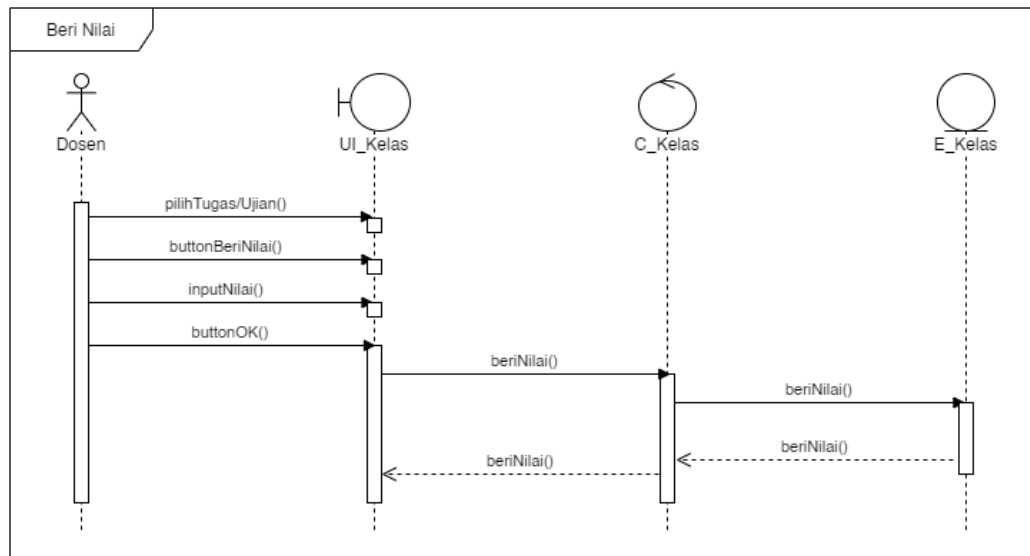 Beri Nilai
Dosen
UI_Kelas
C_Kelas
E_Kelas
pilihTugas/Ujian()
buttonBeriNilai()
inputNilai()
buttonOK()
beriNilai()
beriNilai()
beriNilai()
beriNilai()